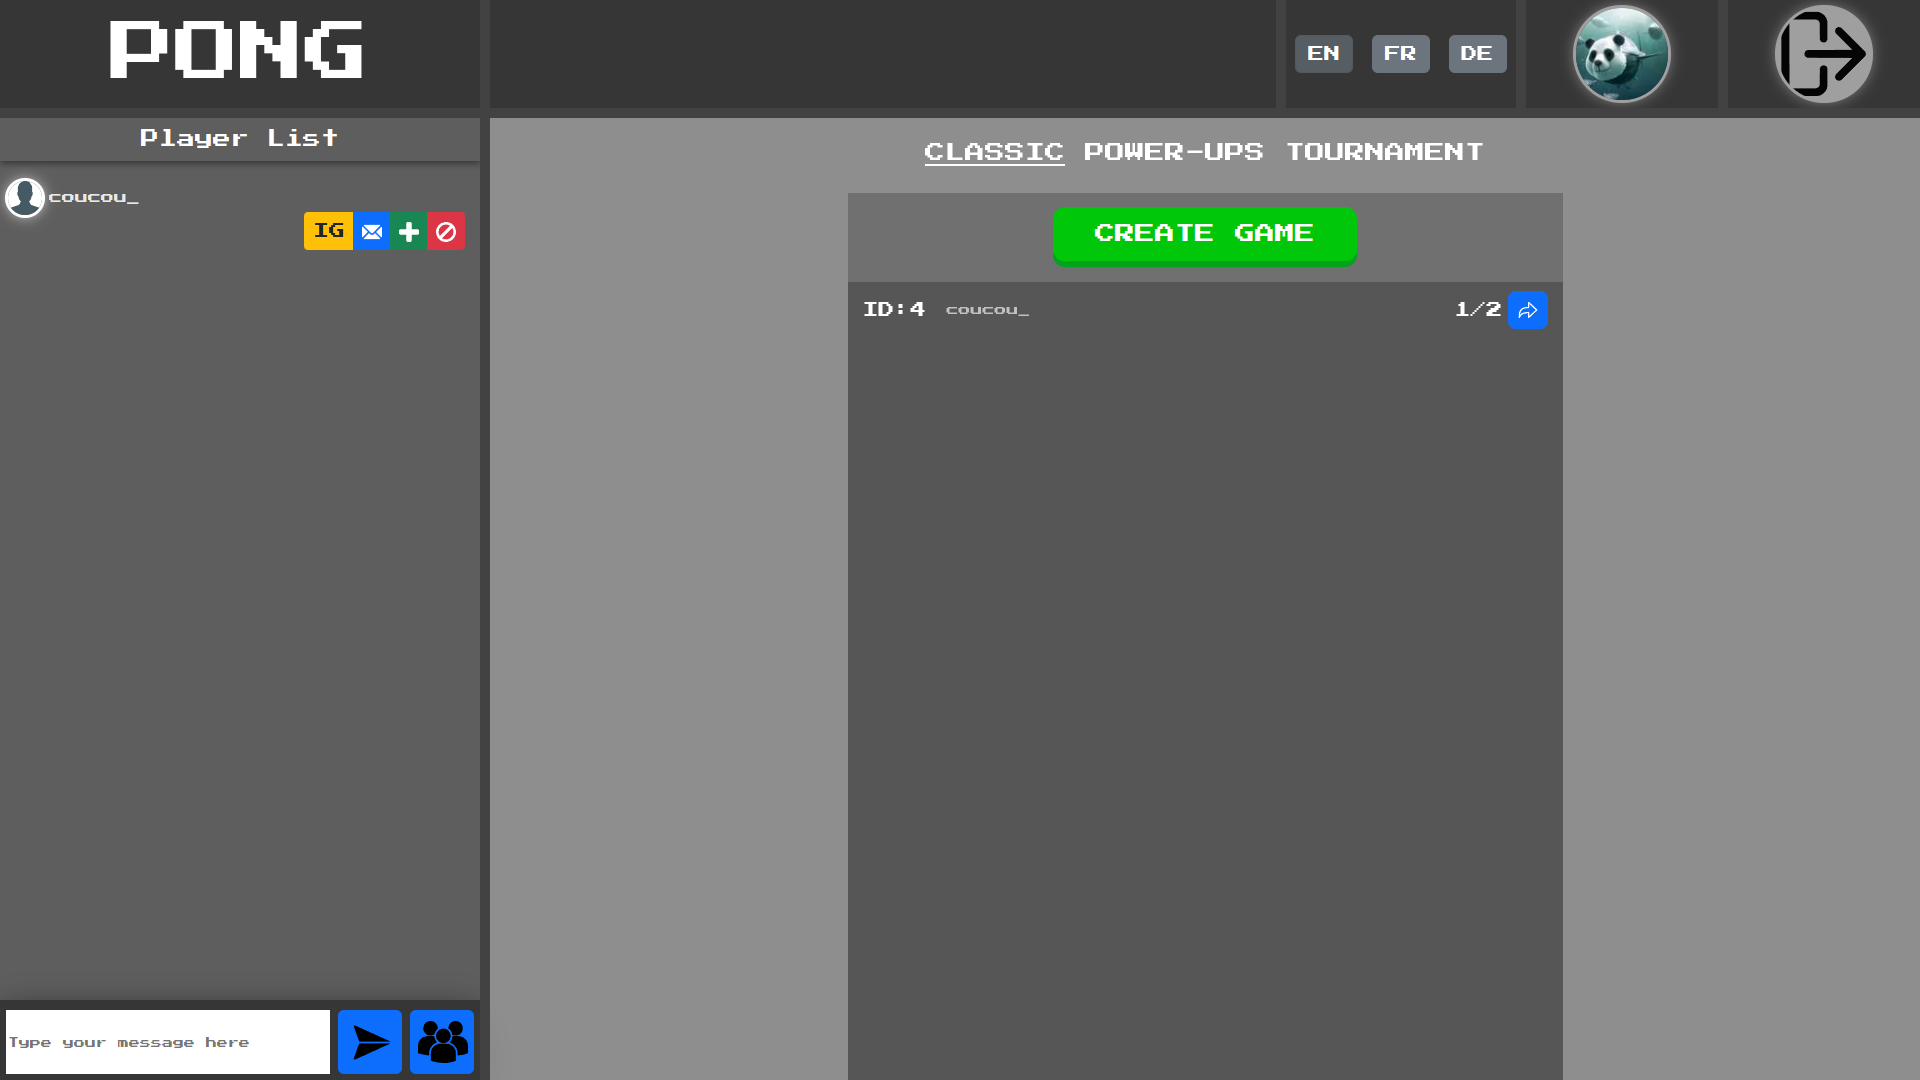 PONG
EN FR DE
Player List
coucou_
IG
CLASSIC POWER-UPS TOURNAMENT
CREATE GAME
ID:4 coucou_ 1/2
Type your message here